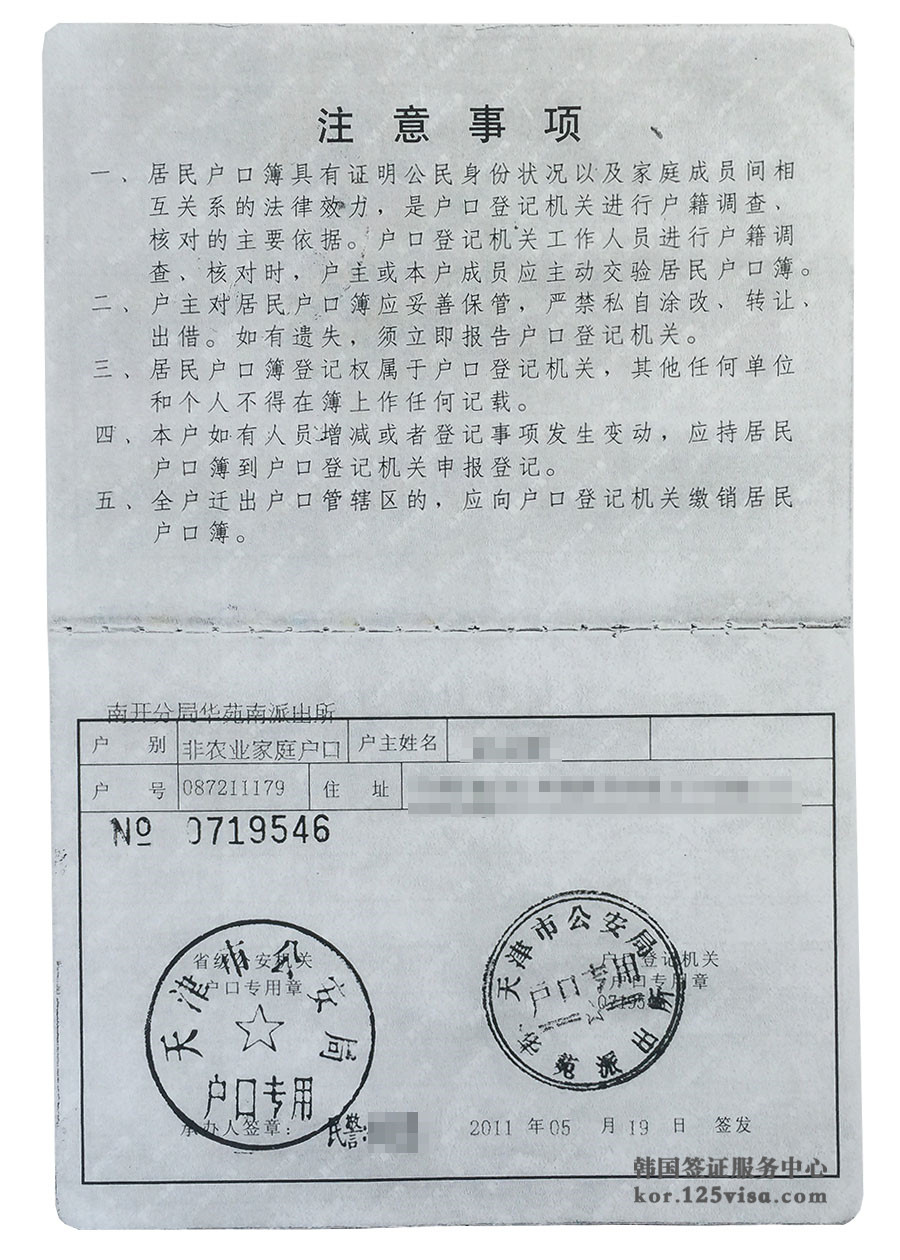 注意事项
一、居民户口簿具有证明公民身份状况以及家庭成员间相
互关系的法律效力，是户口登记机关进行户籍调查、
核对的主要依据。户口登记机关工作人员进行户籍调
查、核对时，户主或本户成员应主动交验居民户口簿。
二、户主对居民户口簿应妥善保管，严禁私自涂改、转让、
出借。如有遗失，须立即报告户口登记机关。
三、居民户口簿登记权属于户口登记机关，其他任何单位
和个人不得在簿上作任何记载。
四、本户如有人员增减或者登记事项发生变动，应持居民
户口簿到户口登记机关申报登记。
五、全户迁出户口管辖区的，应向户口登记机关缴销居民
户口簿。
南开分局华苑南派出所
户 别 非农业家庭户口 户主姓名
户 号 087211179 住 址
№ 0719546
省级公安机关
户口专用章
天津市公安局
户口专用
户口登记机关
户口专用章
天津市公安局
户口专用
华苑派出所
承办人签章： 民警:
2011 年 05 月 19 日 签发
韩国签证服务中心
kor.125visa.com